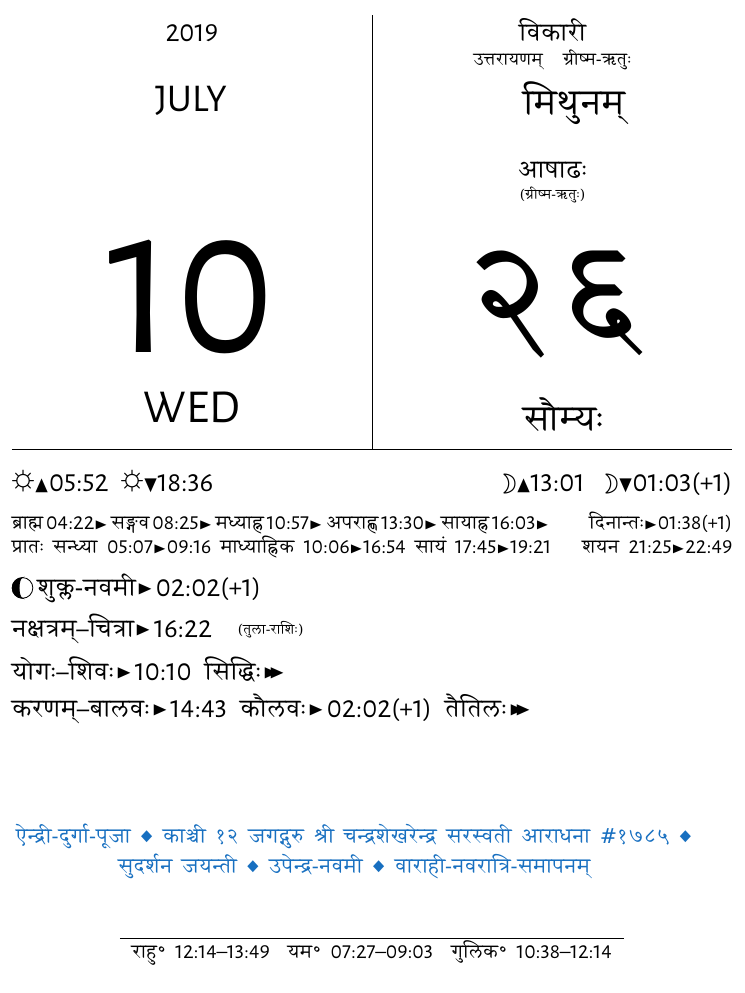 2019
JULY
10
WED
विकारी
उत्तरायणम् ग्रीष्म-ऋतुः
मिथुनम्
आषाढः
(ग्रीष्म-ऋतुः)
२६
सौम्यः
05:52 18:36 13:01 01:03(+1)
ब्राह्म 04:22 सङ्गव 08:25 मध्याह्न 10:57 अपराह्ण 13:30 सायाह्न 16:03 दिनान्तः 01:38(+1)
प्रातः सन्ध्या 05:07►09:16 माध्याह्निक 10:06►16:54 सायं 17:45►19:21 शयन 21:25►22:49
शुक्ल-नवमी►02:02(+1)
नक्षत्रम्–चित्रा►16:22 (तुला-राशिः)
योगः–शिवः►10:10 सिद्धिः
करणम्–बालवः►14:43 कौलवः►02:02(+1) तैतिलः
ऐन्द्री-दुर्गा-पूजा ◆ काञ्ची १२ जगद्गुरु श्री चन्द्रशेखरेन्द्र सरस्वती आराधना #१७८५ ◆
सुदर्शन जयन्ती ◆ उपेन्द्र-नवमी ◆ वाराही-नवरात्रि-समापनम्
राहु° 12:14–13:49 यम° 07:27–09:03 गुलिक° 10:38–12:14